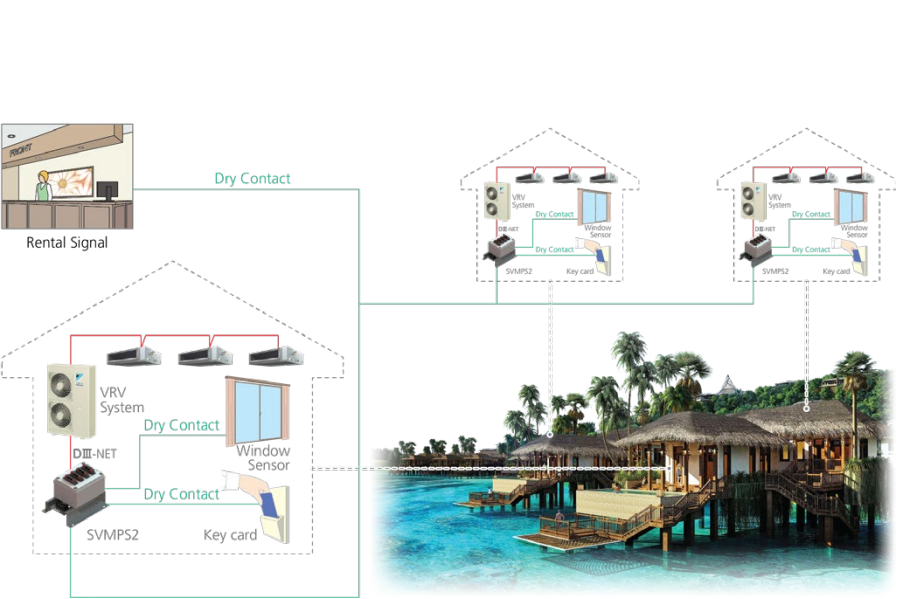 FRONT
Rental Signal
Dry Contact
VRV
System
DⅢ-NET
Dry Contact
Window
Sensor
Dry Contact
SVMPS2
Key card
VRV
System
Dry Contact
DⅢ-NET
Window
Sensor
Dry Contact
SVMPS2
Key card
VRV
System
Dry Contact
DⅢ-NET
Window
Sensor
Dry Contact
SVMPS2
Key card